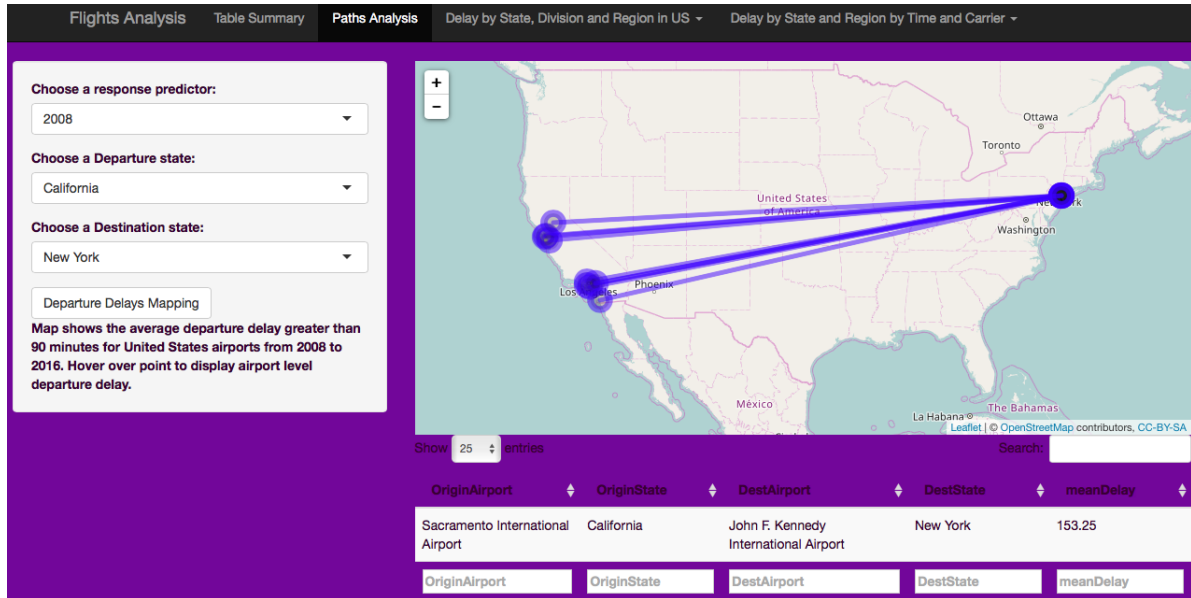 Flights Analysis Table Summary Paths Analysis Delay by State, Division and Region in US Delay by State and Region by Time and Carrier
Choose a response predictor:
2008
Choose a Departure state:
California
Choose a Destination state:
New York
Departure Delays Mapping
Map shows the average departure delay greater than
90 minutes for United States airports from 2008 to
2016. Hover over point to display airport level
departure delay.
+
−
Ottawa
Toronto
United States
of America
Washington
Phoenix
México
La Habana
The Bahamas
Leaflet | © OpenStreetMap contributors, CC-BY-SA
Show 25 entries Search:
OriginAirport OriginState DestAirport DestState meanDelay
Sacramento International California John F. Kennedy New York 153.25
Airport International Airport
OriginAirport OriginState DestAirport DestState meanDelay